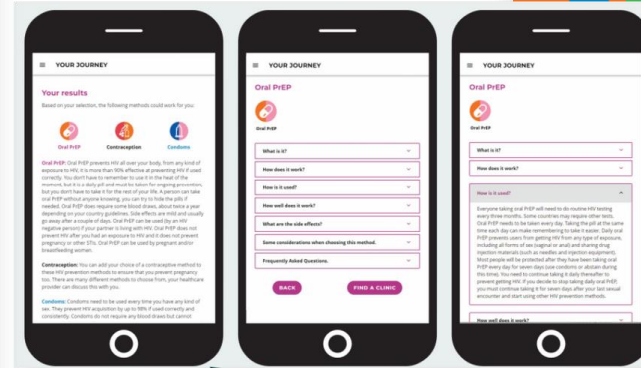 YOUR JOURNEY
Your results
Based on your selection, the following methods could work for you:
Oral PrEP
Contraception
Condoms
Oral PrEP: Oral PrEP prevents HIV all over your body, from any kind of
exposure to HIV, it is more than 90% effective at preventing HIV if used
correctly. You don't have to remember to use it in the heat of the
moment, but it is a daily pill and must be taken for ongoing prevention,
but you don't have to take it for the rest of your life. A person can take
oral PrEP without anyone knowing, you can try to hide the pills if
needed. Oral PrEP does require some blood draws, about twice a year
depending on your country guidelines. Side effects are mild and usually
go away after a couple of days. Oral PrEP can be used (by an HIV
negative person) if your partner is living with HIV. Oral PrEP does not
prevent HIV after you had an exposure to HIV and it does not prevent
pregnancy or other STIs. Oral PrEP can be used by pregnant and/or
breastfeeding women.
Contraception: You can add your choice of a contraceptive method to
these HIV prevention methods to ensure that you prevent pregnancy
too. There are many different methods to choose from, your healthcare
provider can discuss this with you.
Condoms: Condoms need to be used every time you have any kind of
sex. They prevent HIV acquisition by up to 98% if used correctly and
consistently. Condoms do not require any blood draws but cannot
YOUR JOURNEY
Oral PrEP
Oral PrEP
What is it?
How does it work?
How is it used?
How well does it work?
What are the side effects?
Some considerations when choosing this method.
Frequently Asked Questions.
BACK
FIND A CLINIC
YOUR JOURNEY
Oral PrEP
Oral PrEP
What is it?
How does it work?
How is it used?
Everyone taking oral PrEP will need to do routine HIV testing
every three months. Some countries may require other tests.
Oral PrEP needs to be taken every day. Taking the pill at the same
time each day can make remembering to take it easier. Daily oral
PrEP prevents users from getting HIV from any type of exposure,
including all forms of sex (vaginal or anal) and sharing drug
injection materials (such as needles and injection equipment).
Most people will be protected after they have been taking oral
PrEP every day for seven days (use condoms or abstain during
this time). You need to continue taking it daily thereafter to
prevent getting HIV. If you decide to stop taking daily oral PrEP,
you must continue taking it for seven days after your last sexual
encounter and start using other HIV prevention methods.
How well does it work?